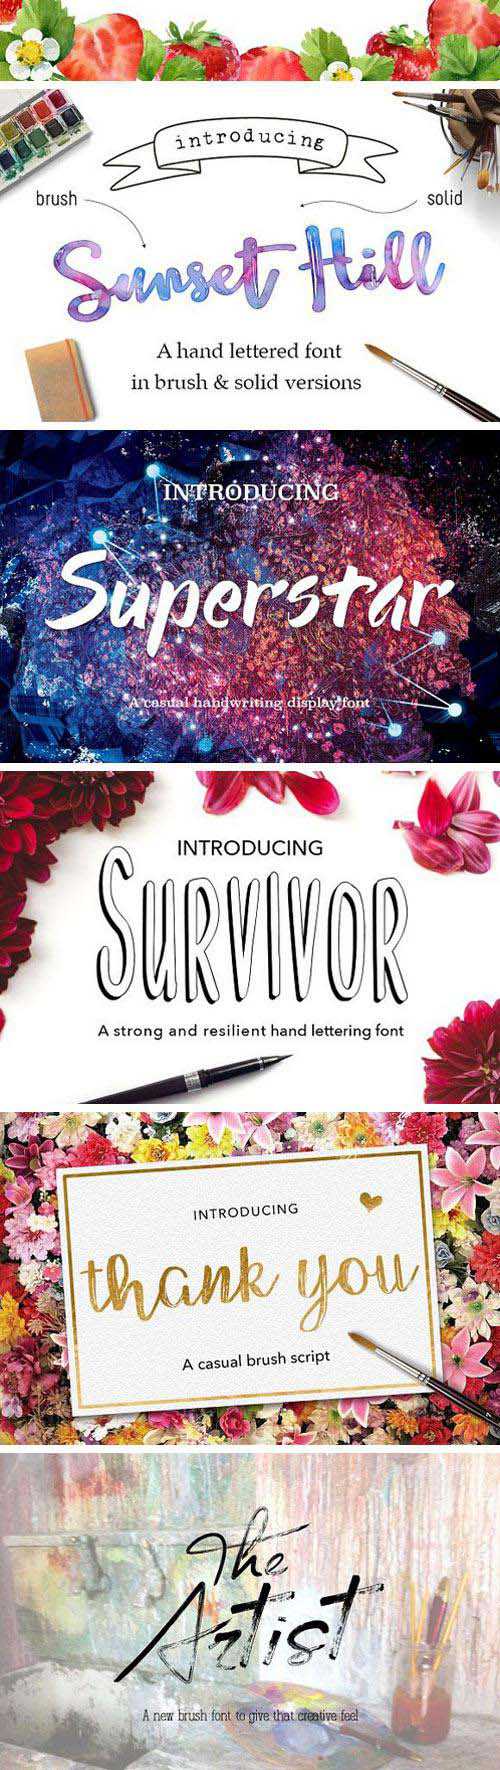 introducing
brush
solid
Sunset Hill
A hand lettered font
in brush & solid versions
INTRODUCING
Superstar
A casual handwriting display font
INTRODUCING
SURVIVOR
A strong and resilient hand lettering font
INTRODUCING
thank you
A casual brush script
The
Artist
A new brush font to give that creative feel